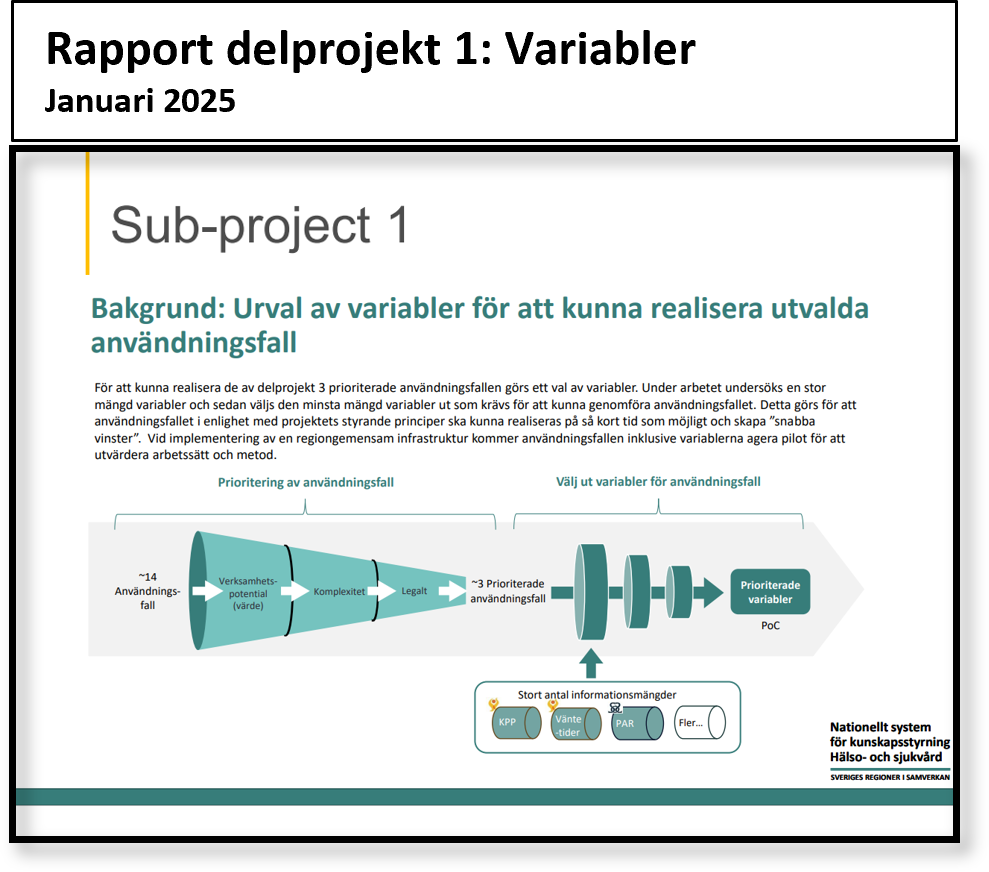 Rapport delprojekt 1: Variabler
Januari 2025
Sub-project 1
Bakgrund: Urval av variabler för att kunna realisera utvalda
användningsfall
För att kunna realisera de av delprojekt 3 prioriterade användningsfallen görs ett val av variabler. Under arbetet undersöks en stor
mängd variabler och sedan väljs den minsta mängd variabler ut som krävs för att kunna genomföra användningsfallet. Detta görs för att
användningsfallet i enlighet med projektets styrande principer ska kunna realiseras på så kort tid som möjligt och skapa ”snabba
vinster”. Vid implementering av en regiongemensam infrastruktur kommer användningsfallen inklusive variablerna agera pilot för att
utvärdera arbetssätt och metod.
Prioritering av användningsfall
Välj ut variabler för användningsfall
~14
Användnings-
fall
Verksamhets-
potential
(värde)
Komplexitet
Legalt
~3 Prioriterade
användningsfall
Prioriterade
variabler
PoC
Stort antal informationsmängder
KPP
Vänte
-tider
PAR
Fler...
Nationellt system
för kunskapsstyrning
Hälso- och sjukvård
SVERIGES REGIONER I SAMVERKAN